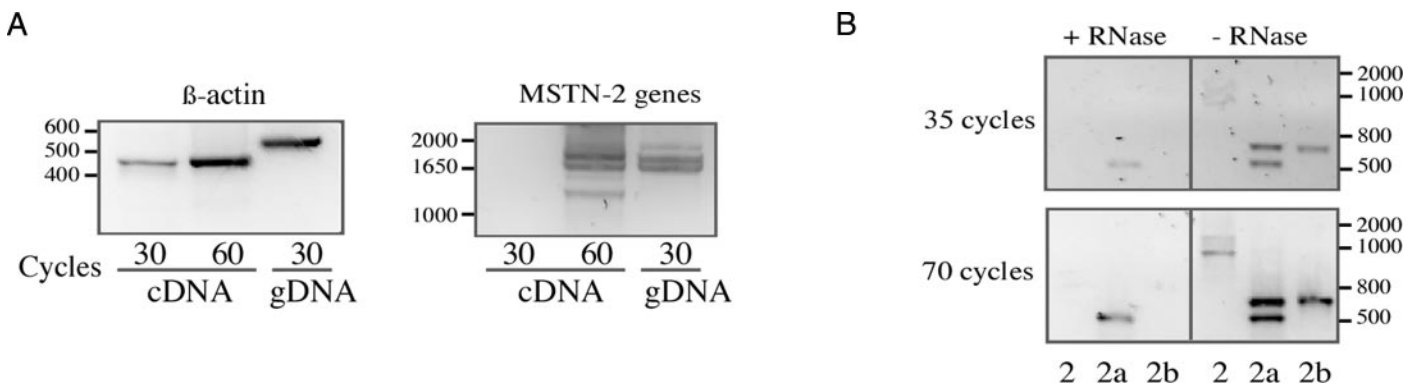 A
ß-actin
600
500
400
Cycles 30 60 30
cDNA gDNA
MSTN-2 genes
2000
1650
1000
30 60 30
cDNA gDNA
B
+ RNase - RNase
35 cycles
2000
1000
800
500
70 cycles
2000
1000
800
500
2 2a 2b 2 2a 2b